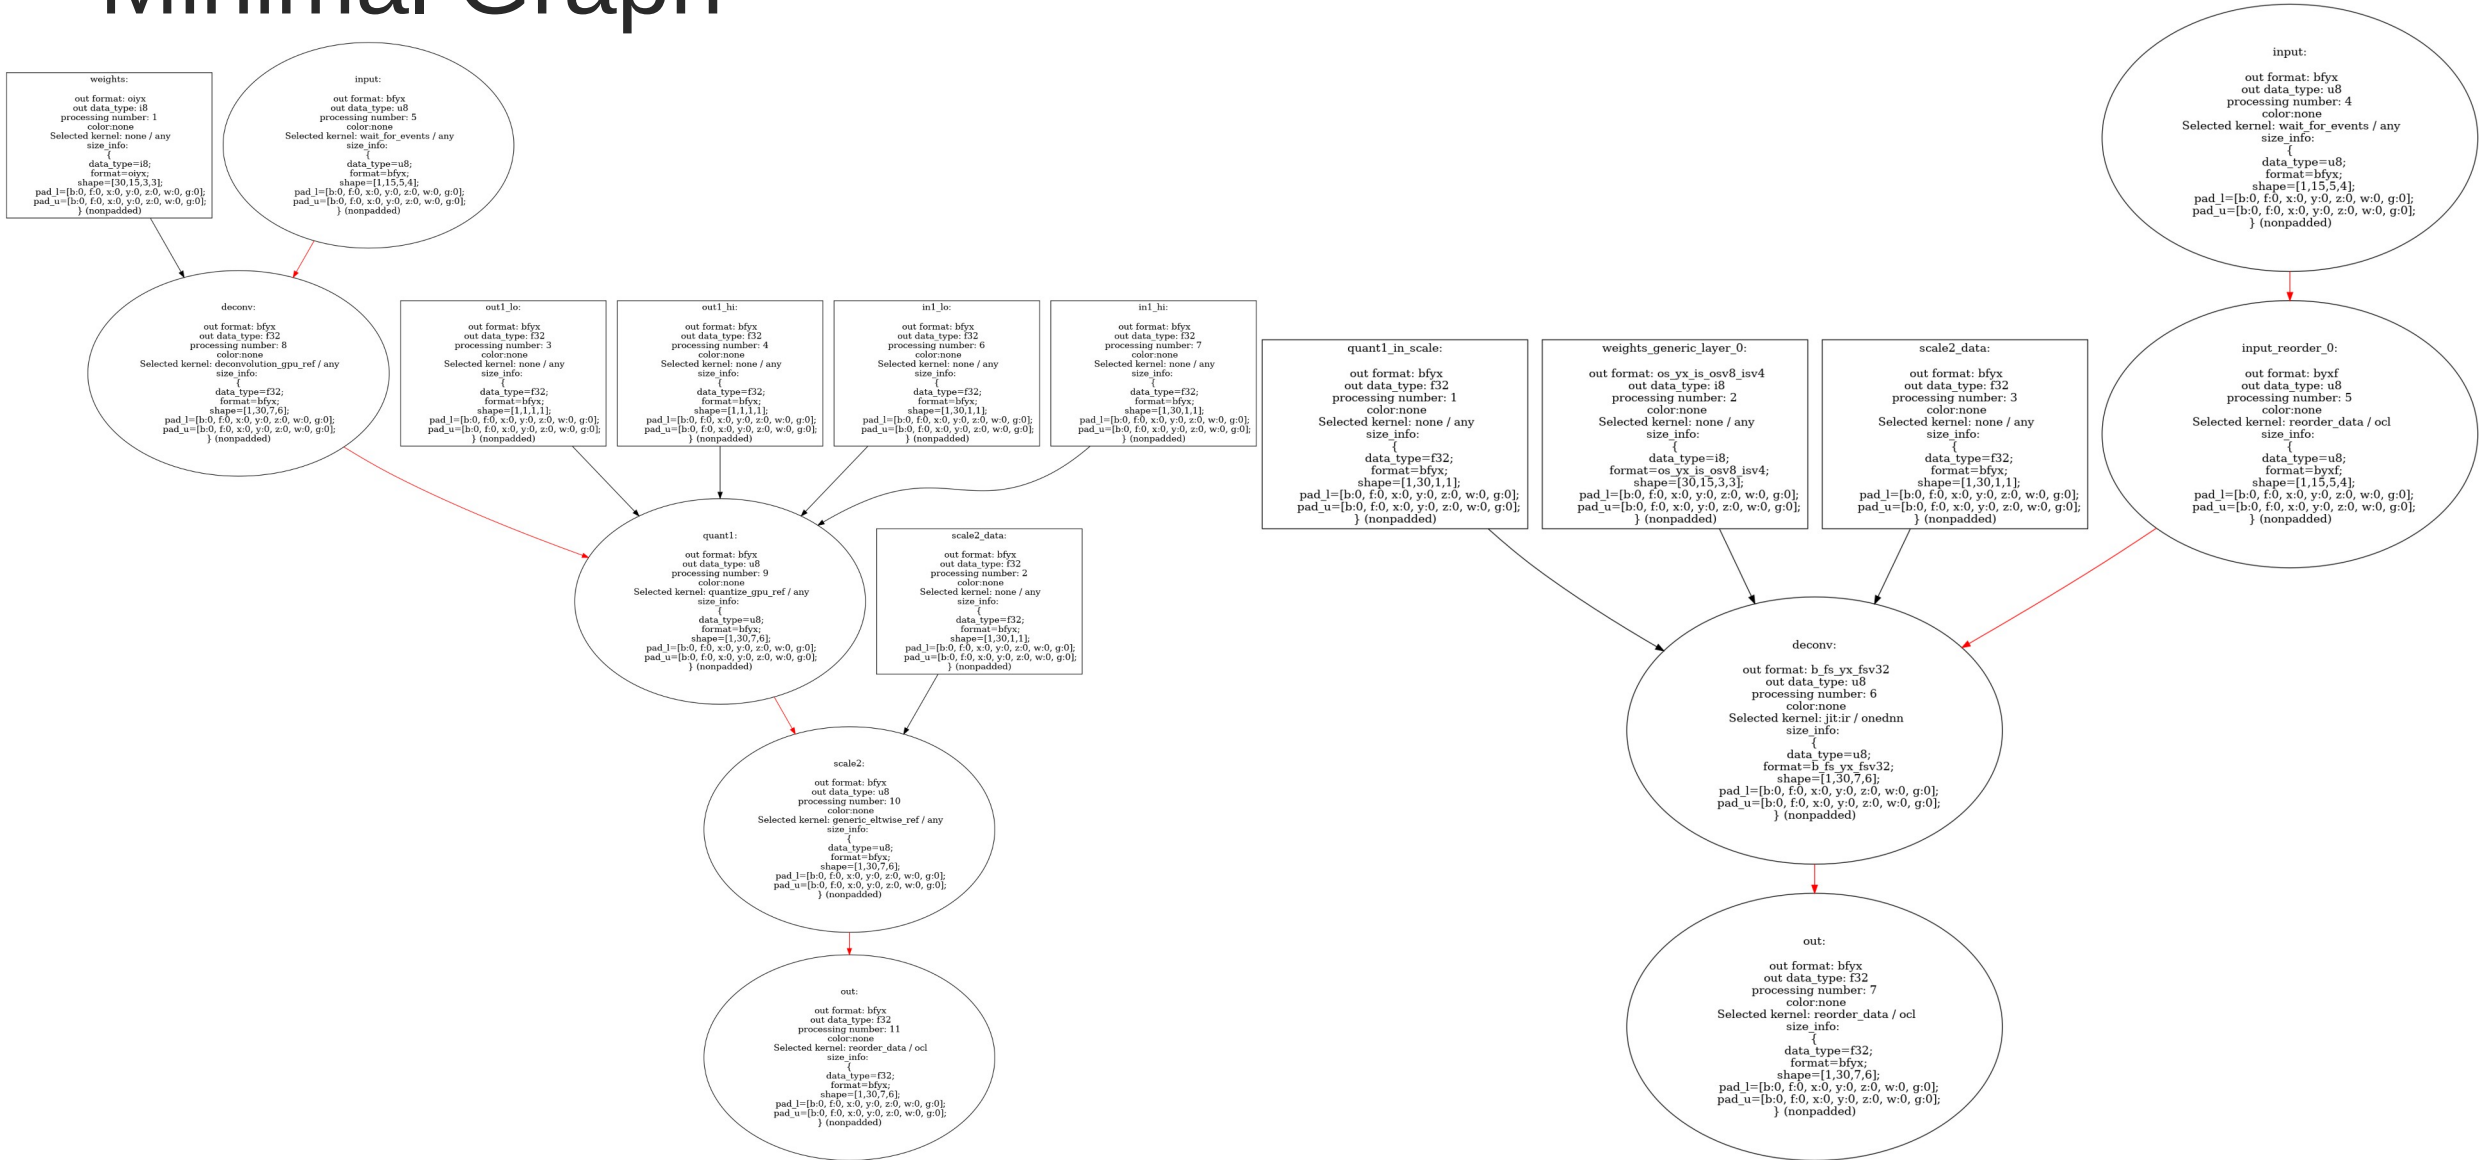 Minimal Graph
weights:
out format: oiyx
out data_type: i8
processing number: 1
color:none
Selected kernel: none / any
size_info:
{
data_type=i8;
format=oiyx;
shape=[30,15,3,3];
pad_l=[b:0, f:0, x:0, y:0, z:0, w:0, g:0];
pad_u=[b:0, f:0, x:0, y:0, z:0, w:0, g:0];
} (nonpadded)
input:
out format: bfyx
out data_type: u8
processing number: 5
color:none
Selected kernel: wait_for_events / any
size_info:
{
data_type=u8;
format=bfyx;
shape=[1,15,5,4];
pad_l=[b:0, f:0, x:0, y:0, z:0, w:0, g:0];
pad_u=[b:0, f:0, x:0, y:0, z:0, w:0, g:0];
} (nonpadded)
deconv:
out format: bfyx
out data_type: f32
processing number: 8
color:none
Selected kernel: deconvolution_gpu_ref / any
size_info:
{
data_type=f32;
format=bfyx;
shape=[1,30,7,6];
pad_l=[b:0, f:0, x:0, y:0, z:0, w:0, g:0];
pad_u=[b:0, f:0, x:0, y:0, z:0, w:0, g:0];
} (nonpadded)
out1_lo:
out format: bfyx
out data_type: f32
processing number: 3
color:none
Selected kernel: none / any
size_info:
{
data_type=f32;
format=bfyx;
shape=[1,1,1,1];
pad_l=[b:0, f:0, x:0, y:0, z:0, w:0, g:0];
pad_u=[b:0, f:0, x:0, y:0, z:0, w:0, g:0];
} (nonpadded)
out1_hi:
out format: bfyx
out data_type: f32
processing number: 4
color:none
Selected kernel: none / any
size_info:
{
data_type=f32;
format=bfyx;
shape=[1,1,1,1];
pad_l=[b:0, f:0, x:0, y:0, z:0, w:0, g:0];
pad_u=[b:0, f:0, x:0, y:0, z:0, w:0, g:0];
} (nonpadded)
in1_lo:
out format: bfyx
out data_type: f32
processing number: 6
color:none
Selected kernel: none / any
size_info:
{
data_type=f32;
format=bfyx;
shape=[1,30,1,1];
pad_l=[b:0, f:0, x:0, y:0, z:0, w:0, g:0];
pad_u=[b:0, f:0, x:0, y:0, z:0, w:0, g:0];
} (nonpadded)
in1_hi:
out format: bfyx
out data_type: f32
processing number: 7
color:none
Selected kernel: none / any
size_info:
{
data_type=f32;
format=bfyx;
shape=[1,30,1,1];
pad_l=[b:0, f:0, x:0, y:0, z:0, w:0, g:0];
pad_u=[b:0, f:0, x:0, y:0, z:0, w:0, g:0];
} (nonpadded)
quant1:
out format: bfyx
out data_type: u8
processing number: 9
color:none
Selected kernel: quantize_gpu_ref / any
size_info:
{
data_type=u8;
format=bfyx;
shape=[1,30,7,6];
pad_l=[b:0, f:0, x:0, y:0, z:0, w:0, g:0];
pad_u=[b:0, f:0, x:0, y:0, z:0, w:0, g:0];
} (nonpadded)
scale2_data:
out format: bfyx
out data_type: f32
processing number: 2
color:none
Selected kernel: none / any
size_info:
{
data_type=f32;
format=bfyx;
shape=[1,30,1,1];
pad_l=[b:0, f:0, x:0, y:0, z:0, w:0, g:0];
pad_u=[b:0, f:0, x:0, y:0, z:0, w:0, g:0];
} (nonpadded)
scale2:
out format: bfyx
out data_type: u8
processing number: 10
color:none
Selected kernel: generic_eltwise_ref / any
size_info:
{
data_type=u8;
format=bfyx;
shape=[1,30,7,6];
pad_l=[b:0, f:0, x:0, y:0, z:0, w:0, g:0];
pad_u=[b:0, f:0, x:0, y:0, z:0, w:0, g:0];
} (nonpadded)
out:
out format: bfyx
out data_type: f32
processing number: 11
color:none
Selected kernel: reorder_data / ocl
size_info:
{
data_type=f32;
format=bfyx;
shape=[1,30,7,6];
pad_l=[b:0, f:0, x:0, y:0, z:0, w:0, g:0];
pad_u=[b:0, f:0, x:0, y:0, z:0, w:0, g:0];
} (nonpadded)
input:
out format: bfyx
out data_type: u8
processing number: 4
color:none
Selected kernel: wait_for_events / any
size_info:
{
data_type=u8;
format=bfyx;
shape=[1,15,5,4];
pad_l=[b:0, f:0, x:0, y:0, z:0, w:0, g:0];
pad_u=[b:0, f:0, x:0, y:0, z:0, w:0, g:0];
} (nonpadded)
quant1_in_scale:
out format: bfyx
out data_type: f32
processing number: 1
color:none
Selected kernel: none / any
size_info:
{
data_type=f32;
format=bfyx;
shape=[1,30,1,1];
pad_l=[b:0, f:0, x:0, y:0, z:0, w:0, g:0];
pad_u=[b:0, f:0, x:0, y:0, z:0, w:0, g:0];
} (nonpadded)
weights_generic_layer_0:
out format: os_yx_is_osv8_isv4
out data_type: i8
processing number: 2
color:none
Selected kernel: none / any
size_info:
{
data_type=i8;
format=os_yx_is_osv8_isv4;
shape=[30,15,3,3];
pad_l=[b:0, f:0, x:0, y:0, z:0, w:0, g:0];
pad_u=[b:0, f:0, x:0, y:0, z:0, w:0, g:0];
} (nonpadded)
scale2_data:
out format: bfyx
out data_type: f32
processing number: 3
color:none
Selected kernel: none / any
size_info:
{
data_type=f32;
format=bfyx;
shape=[1,30,1,1];
pad_l=[b:0, f:0, x:0, y:0, z:0, w:0, g:0];
pad_u=[b:0, f:0, x:0, y:0, z:0, w:0, g:0];
} (nonpadded)
input_reorder_0:
out format: byxf
out data_type: u8
processing number: 5
color:none
Selected kernel: reorder_data / ocl
size_info:
{
data_type=u8;
format=byxf;
shape=[1,15,5,4];
pad_l=[b:0, f:0, x:0, y:0, z:0, w:0, g:0];
pad_u=[b:0, f:0, x:0, y:0, z:0, w:0, g:0];
} (nonpadded)
deconv:
out format: b_fs_yx_fsv32
out data_type: u8
processing number: 6
color:none
Selected kernel: jit:ir / onednn
size_info:
{
data_type=u8;
format=b_fs_yx_fsv32;
shape=[1,30,7,6];
pad_l=[b:0, f:0, x:0, y:0, z:0, w:0, g:0];
pad_u=[b:0, f:0, x:0, y:0, z:0, w:0, g:0];
} (nonpadded)
out:
out format: bfyx
out data_type: f32
processing number: 7
color:none
Selected kernel: reorder_data / ocl
size_info:
{
data_type=f32;
format=bfyx;
shape=[1,30,7,6];
pad_l=[b:0, f:0, x:0, y:0, z:0, w:0, g:0];
pad_u=[b:0, f:0, x:0, y:0, z:0, w:0, g:0];
} (nonpadded)